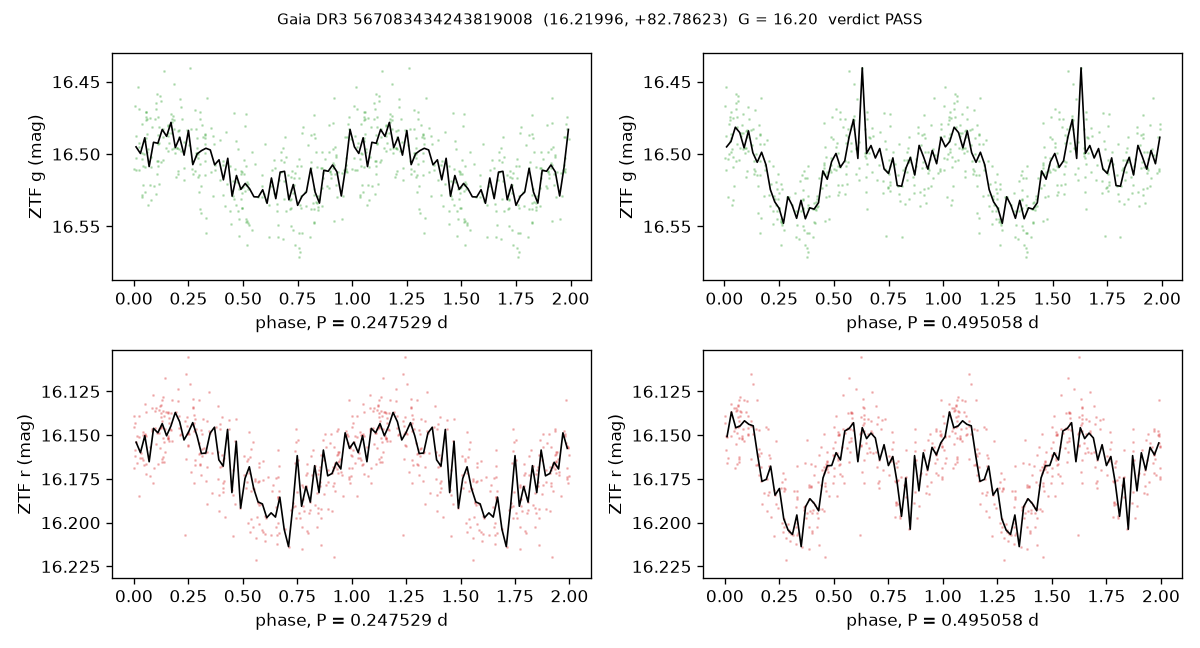 Gaia DR3 567083434243819008  (16.21996, +82.78623)  G = 16.20  verdict PASS
ZTF g (mag)
16.45
16.50
16.55
0.00 0.25 0.50 0.75 1.00 1.25 1.50 1.75 2.00
phase, P = 0.247529 d
ZTF g (mag)
16.45
16.50
16.55
0.00 0.25 0.50 0.75 1.00 1.25 1.50 1.75 2.00
phase, P = 0.495058 d
ZTF r (mag)
16.125
16.150
16.175
16.200
16.225
0.00 0.25 0.50 0.75 1.00 1.25 1.50 1.75 2.00
phase, P = 0.247529 d
ZTF r (mag)
16.125
16.150
16.175
16.200
16.225
0.00 0.25 0.50 0.75 1.00 1.25 1.50 1.75 2.00
phase, P = 0.495058 d